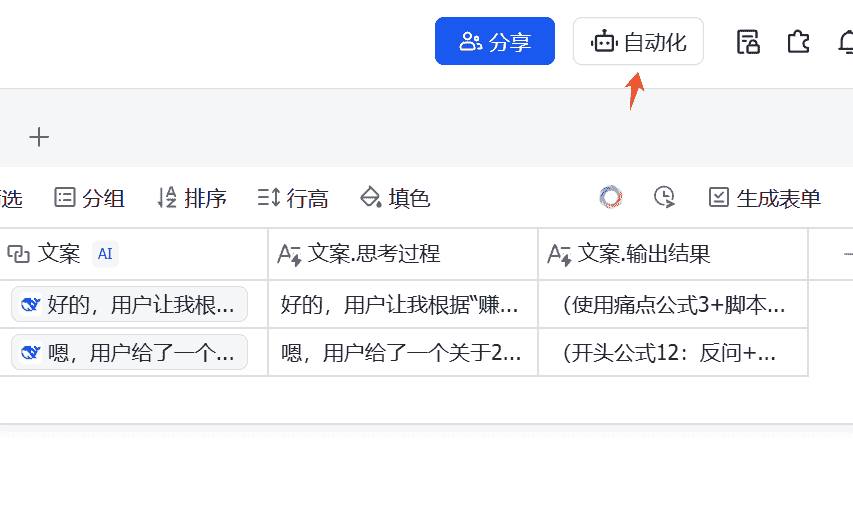 分享 自动化
选 分组 排序 行高 填色 生成表单
文案 AI 文案.思考过程 文案.输出结果
好的，用户让我根... 好的，用户让我根据“赚... （使用痛点公式3+脚本...
嗯，用户给了一个... 嗯，用户给了一个关于2... （开头公式12：反问+...